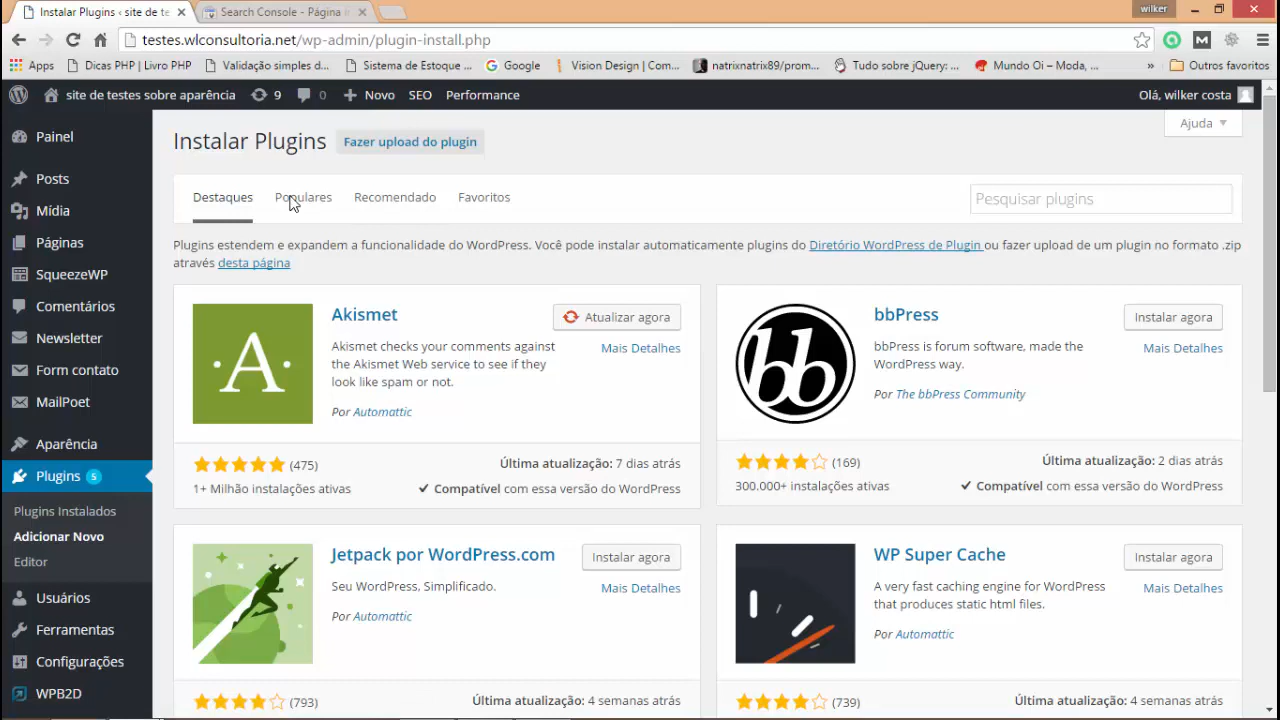 Instalar Plugins ‹ site de te
Search Console - Página i
wilker
testes.wlconsultoria.net/wp-admin/plugin-install.php
Apps
Dicas PHP | Livro PHP
Validação simples d...
Sistema de Estoque ...
Google
Vision Design | Com...
natrixnatrix89/prom...
Tudo sobre jQuery: ...
Mundo Oi – Moda, ...
»
Outros favoritos
site de testes sobre aparência
9
0
Novo
SEO
Performance
Olá, wilker costa
Painel
Posts
Mídia
Páginas
SqueezeWP
Comentários
Newsletter
Form contato
MailPoet
Aparência
Plugins 5
Plugins Instalados
Adicionar Novo
Editor
Usuários
Ferramentas
Configurações
WPB2D
Ajuda
Instalar Plugins
Fazer upload do plugin
Destaques
Populares
Recomendado
Favoritos
Pesquisar plugins
Plugins estendem e expandem a funcionalidade do WordPress. Você pode instalar automaticamente plugins do Diretório WordPress de Plugin ou fazer upload de um plugin no formato .zip
através desta página
A
Akismet
Atualizar agora
Mais Detalhes
Akismet checks your comments against
the Akismet Web service to see if they
look like spam or not.
Por Automattic
(475)
Última atualização: 7 dias atrás
1+ Milhão instalações ativas
Compatível com essa versão do WordPress
bb
bbPress
Instalar agora
Mais Detalhes
bbPress is forum software, made the
WordPress way.
Por The bbPress Community
(169)
Última atualização: 2 dias atrás
300.000+ instalações ativas
Compatível com essa versão do WordPress
Jetpack por WordPress.com
Instalar agora
Mais Detalhes
Seu WordPress, Simplificado.
Por Automattic
(793)
Última atualização: 4 semanas atrás
WP Super Cache
Instalar agora
Mais Detalhes
A very fast caching engine for WordPress
that produces static html files.
Por Automattic
(739)
Última atualização: 4 semanas atrás